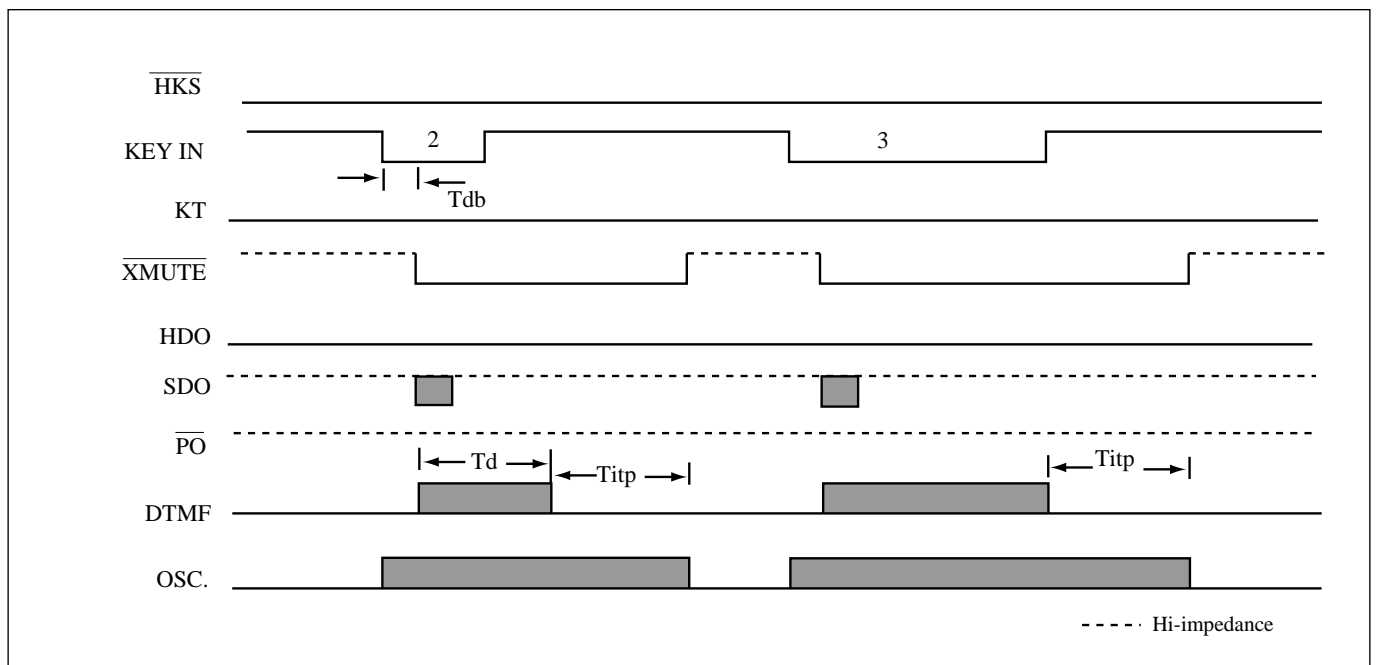 HKS
KEY IN
2
3
Tdb
KT
XMUTE
HDO
SDO
PO
Td
Titp
Titp
DTMF
OSC.
Hi-impedance